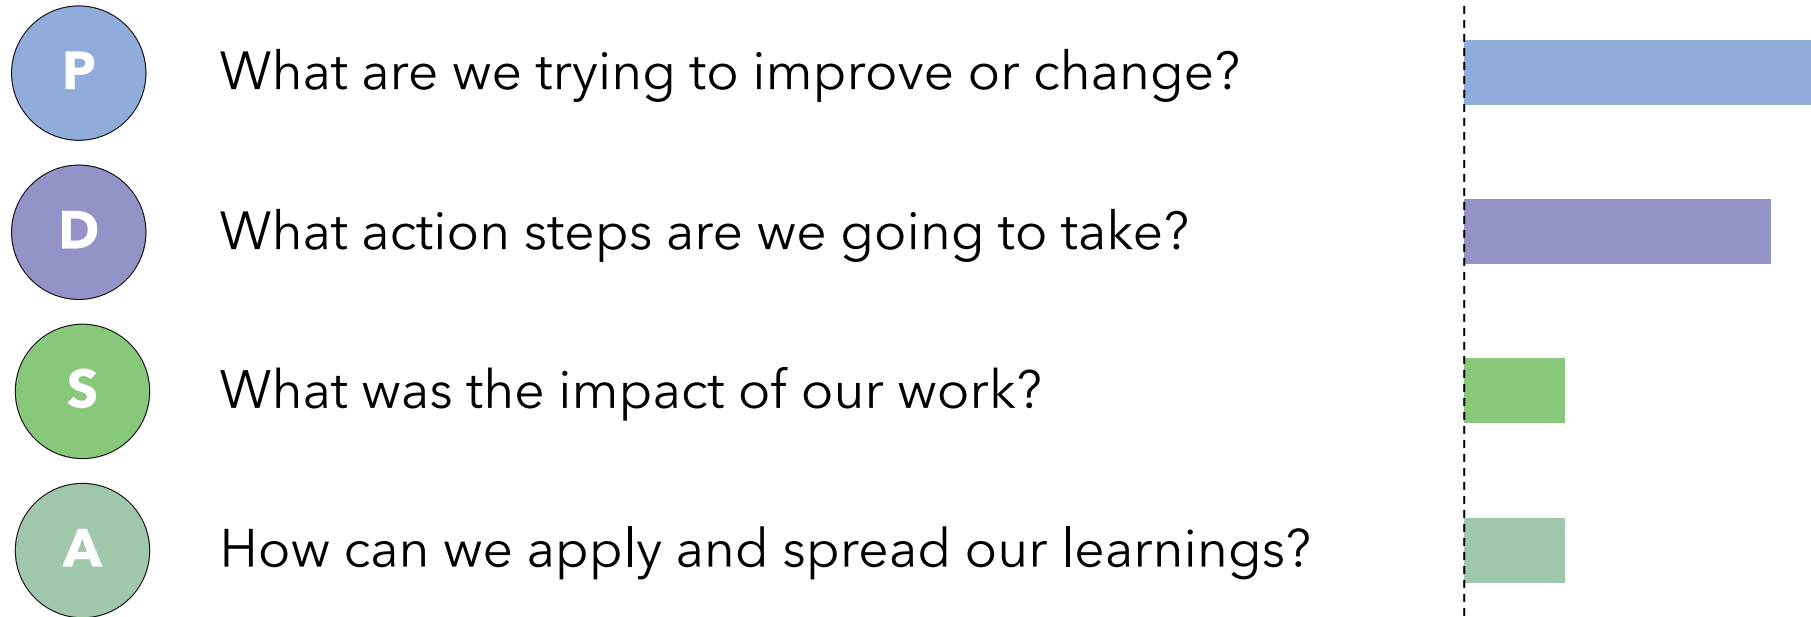 P What are we trying to improve or change?
D What action steps are we going to take?
S What was the impact of our work?
A How can we apply and spread our learnings?